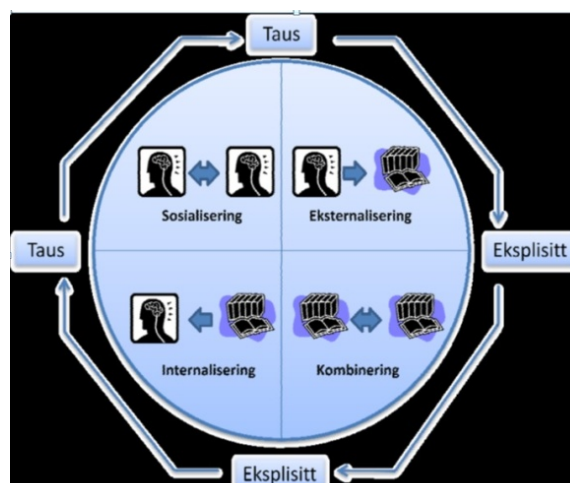 Taus
Sosialisering
Eksternalisering
Taus
Eksplisitt
Internalisering
Kombinering
Eksplisitt